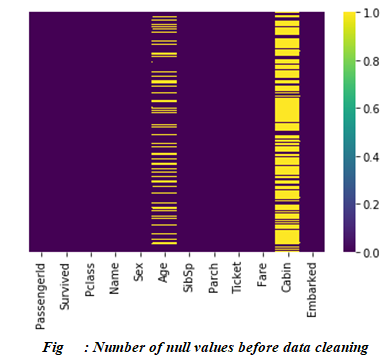 1.0
0.8
0.6
0.4
0.2
0.0
PassengerId
Survived
Pclass
Name
Sex
Age
SibSp
Parch
Ticket
Fare
Cabin
Embarked
Fig : Number of null values before data cleaning